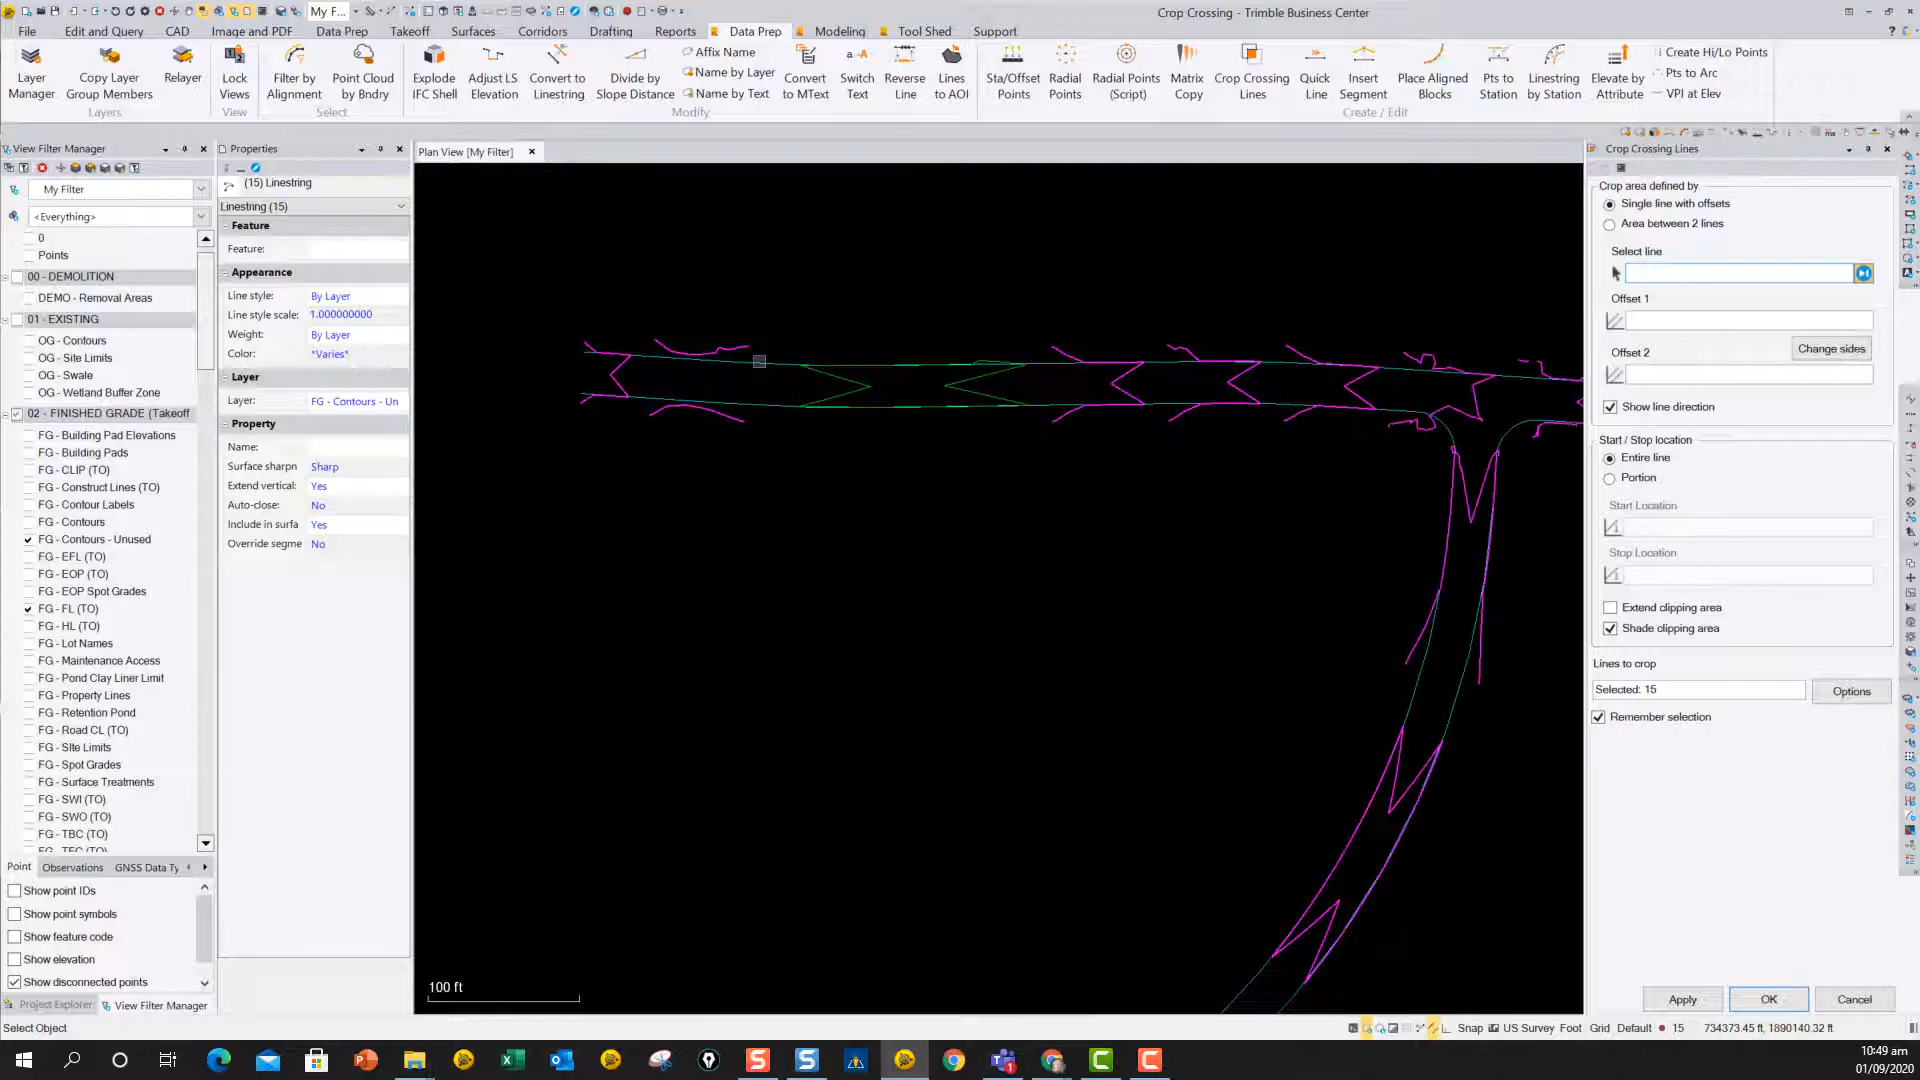 My F...
Crop Crossing - Trimble Business Center
File
Edit and Query
CAD
Image and PDF
Data Prep
Takeoff
Surfaces
Corridors
Drafting
Reports
Data Prep
Modeling
Tool Shed
Support
Layer
Manager
Copy Layer
Group Members
Relayer
Layers
Lock
Views
View
Filter by
Alignment
Point Cloud
by Bndry
Select
Explode
IFC Shell
Adjust LS
Elevation
Convert to
Linestring
Divide by
Slope Distance
Affix Name
Name by Layer
Name by Text
Convert
to MText
Switch
Text
Reverse
Line
Lines
to AOI
Modify
Sta/Offset
Points
Radial
Points
Radial Points
(Script)
Matrix
Copy
Crop Crossing
Lines
Quick
Line
Insert
Segment
Place Aligned
Blocks
Pts to
Station
Linestring
by Station
Elevate by
Attribute
Create Hi/Lo Points
Pts to Arc
VPI at Elev
Create / Edit
View Filter Manager
My Filter
<Everything>
0
Points
00 - DEMOLITION
DEMO - Removal Areas
01 - EXISTING
OG - Contours
OG - Site Limits
OG - Swale
OG - Wetland Buffer Zone
02 - FINISHED GRADE (Takeoff
FG - Building Pad Elevations
FG - Building Pads
FG - CLIP (TO)
FG - Construct Lines (TO)
FG - Contour Labels
FG - Contours
FG - Contours - Unused
FG - EFL (TO)
FG - EOP (TO)
FG - EOP Spot Grades
FG - FL (TO)
FG - HL (TO)
FG - Lot Names
FG - Maintenance Access
FG - Pond Clay Liner Limit
FG - Property Lines
FG - Retention Pond
FG - Road CL (TO)
FG - SIte Limits
FG - Spot Grades
FG - Surface Treatments
FG - SWI (TO)
FG - SWO (TO)
FG - TBC (TO)
FG - TEC (TO)
Point
Observations
GNSS Data Ty
Show point IDs
Show point symbols
Show feature code
Show elevation
Show disconnected points
Project Explorer
View Filter Manager
Select Object
Properties
(15) Linestring
Linestring (15)
Feature
Feature:
Appearance
Line style: By Layer
Line style scale: 1.000000000
Weight: By Layer
Color: *Varies*
Layer
Layer: FG - Contours - Un
Property
Name:
Surface sharpn Sharp
Extend vertical: Yes
Auto-close: No
Include in surfa Yes
Override segme No
Plan View [My Filter]
100 ft
Crop Crossing Lines
Crop area defined by
Single line with offsets
Area between 2 lines
Select line
Offset 1
Offset 2
Change sides
Show line direction
Start / Stop location
Entire line
Portion
Start Location
Stop Location
Extend clipping area
Shade clipping area
Lines to crop
Selected: 15
Options
Remember selection
Apply
OK
Cancel
Snap
US Survey Foot
Grid
Default
15
734373.45 ft, 1890140.32 ft
10:49 am
01/09/2020